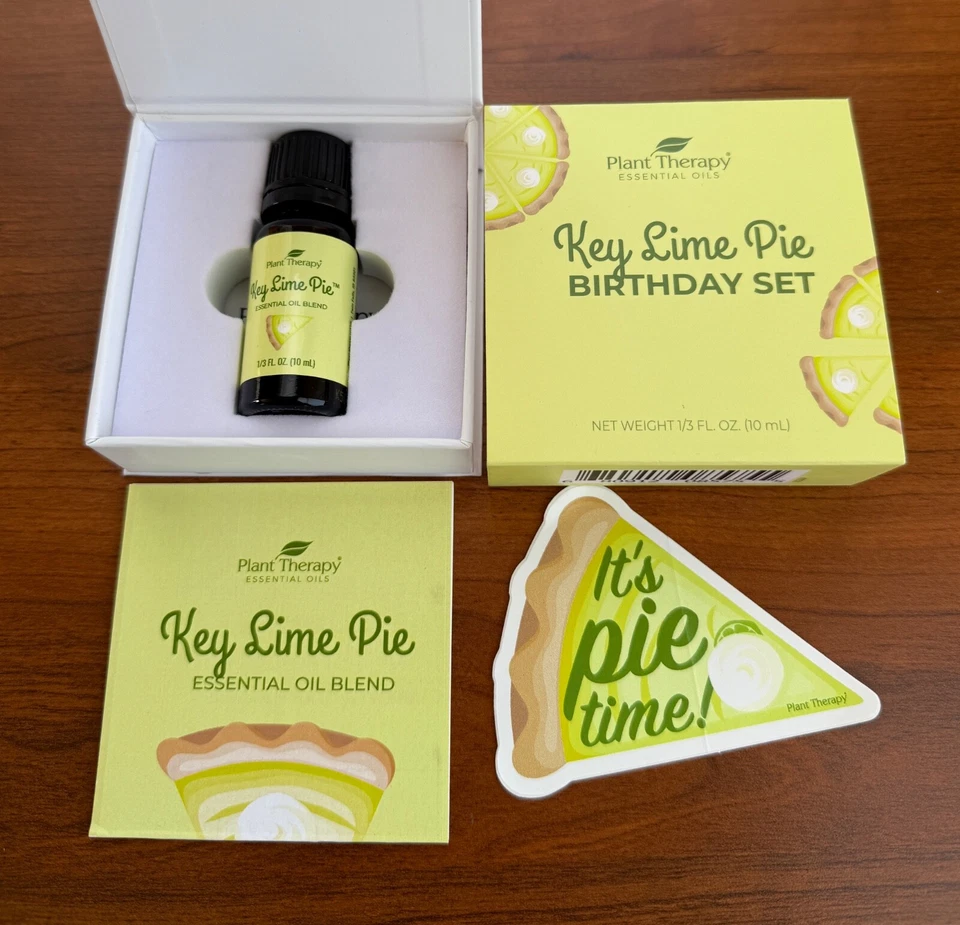 Plant Therapy
Key Lime Pie™
ESSENTIAL OIL BLEND
1/3 FL. OZ. (10 mL)
Plant Therapy®
ESSENTIAL OILS
Key Lime Pie
BIRTHDAY SET
NET WEIGHT 1/3 FL. OZ. (10 mL)
Plant Therapy®
ESSENTIAL OILS
Key Lime Pie
ESSENTIAL OIL BLEND
It's
pie
time!
Plant Therapy®